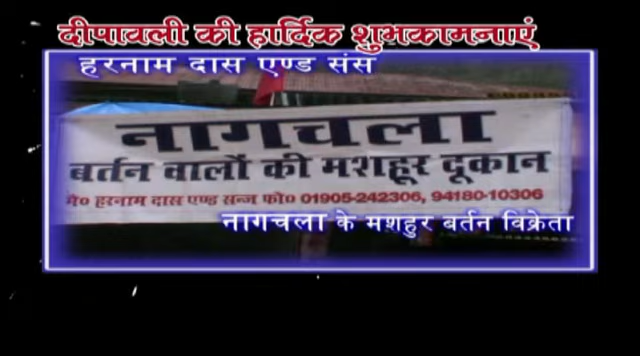 दीपावली की हार्दिक शुभकामनाएं
हरनाम दास एण्ड संस
नागचला
बर्तन वालों की मशहूर दूकान
मै० हरनाम दास एण्ड सन्ज फो० 01905-242306, 94180-10306
नागचला के मशहुर बर्तन विक्रेता